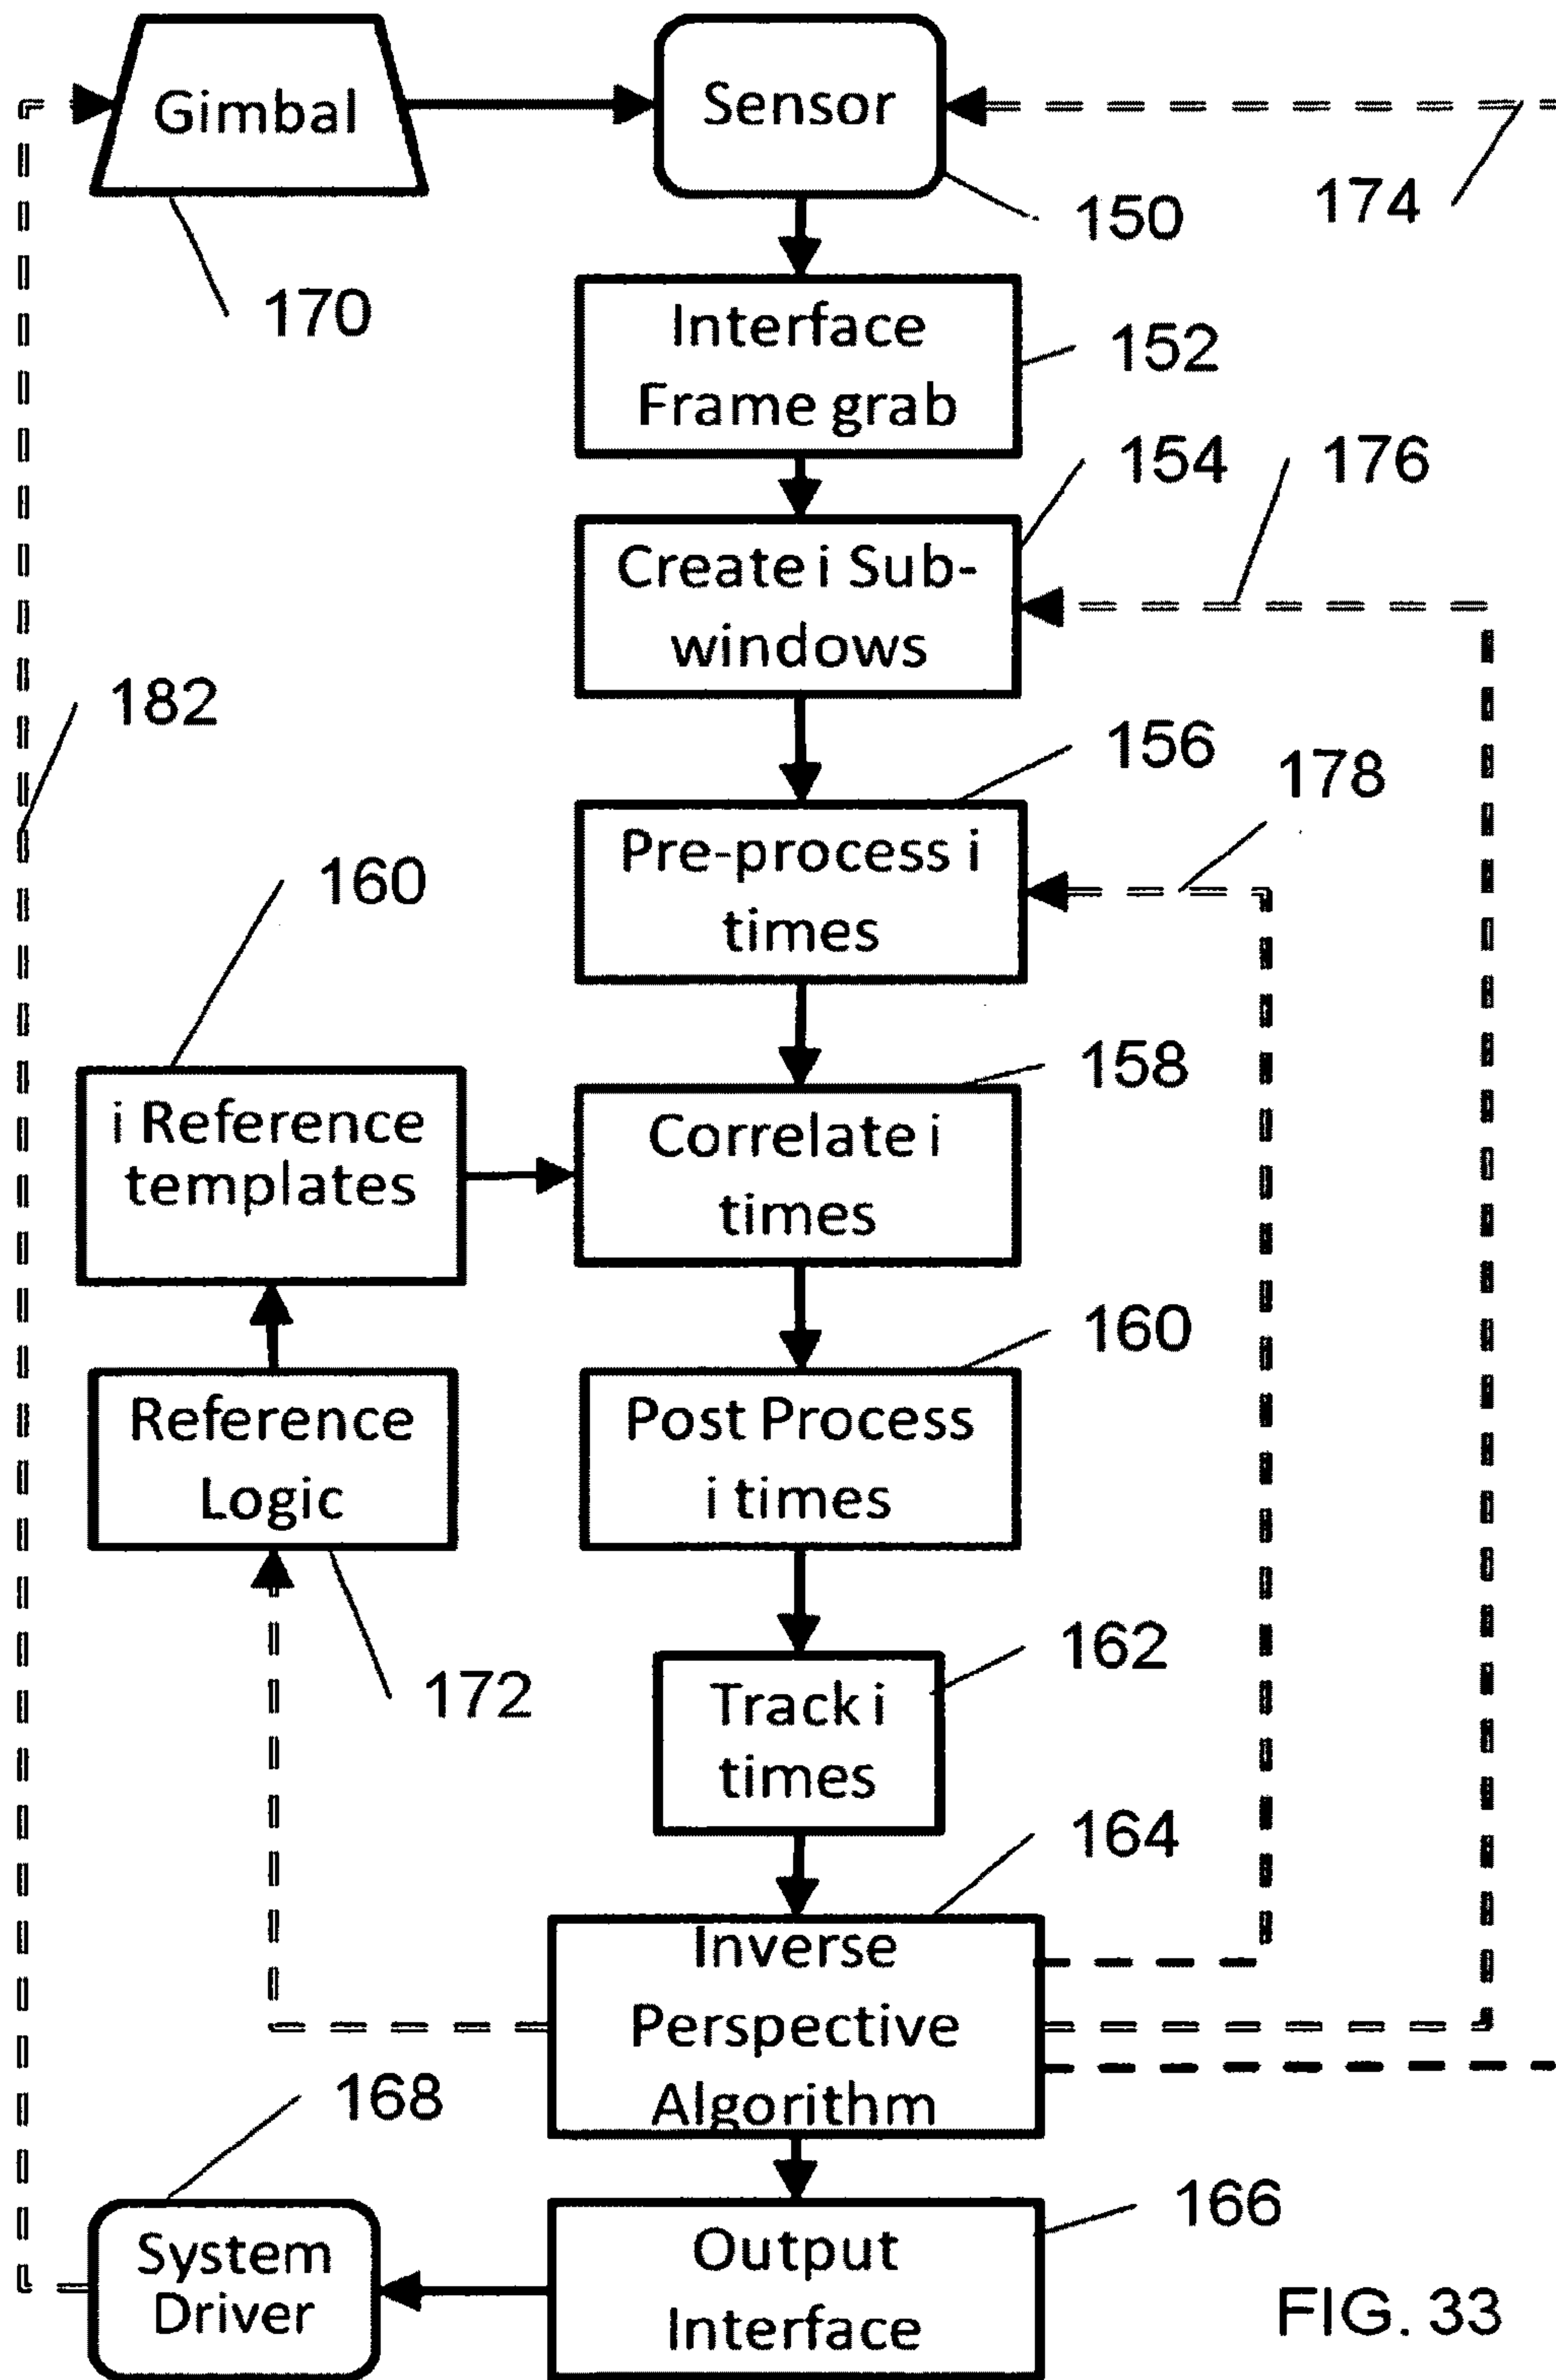 Gimbal
Sensor
174
150
170
Interface
Frame grab
152
154
176
Create i Sub-
windows
182
156
178
Pre-process i
times
160
158
i Reference
templates
Correlate i
times
160
Reference
Logic
Post Process
i times
162
172
Track i
times
164
Inverse
Perspective
Algorithm
168
166
System
Driver
Output
Interface
FIG. 33